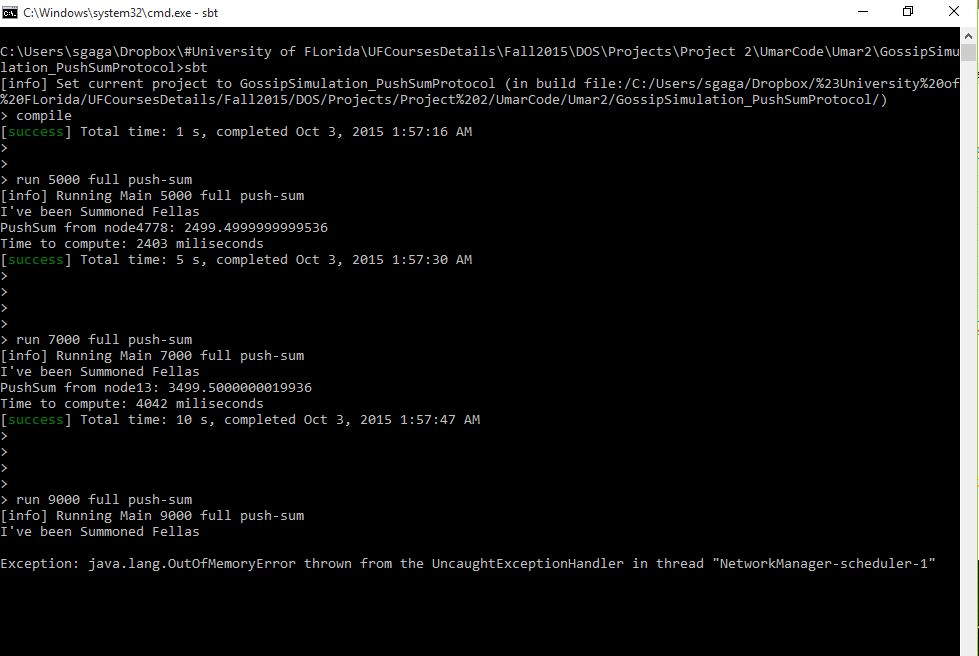 C:\Windows\system32\cmd.exe - sbt
C:\Users\sgaga\Dropbox\#University of FLorida\UFCoursesDetails\Fall2015\DOS\Projects\Project 2\UmarCode\Umar2\GossipSimu
lation_PushSumProtocol>sbt
[info] Set current project to GossipSimulation_PushSumProtocol (in build file:/C:/Users/sgaga/Dropbox/%23University%20of
%20FLorida/UFCoursesDetails/Fall2015/DOS/Projects/Project%202/UmarCode/Umar2/GossipSimulation_PushSumProtocol/)
> compile
[success] Total time: 1 s, completed Oct 3, 2015 1:57:16 AM
>
>
> run 5000 full push-sum
[info] Running Main 5000 full push-sum
I've been Summoned Fellas
PushSum from node4778: 2499.4999999999536
Time to compute: 2403 miliseconds
[success] Total time: 5 s, completed Oct 3, 2015 1:57:30 AM
>
>
>
>
> run 7000 full push-sum
[info] Running Main 7000 full push-sum
I've been Summoned Fellas
PushSum from node13: 3499.5000000019936
Time to compute: 4042 miliseconds
[success] Total time: 10 s, completed Oct 3, 2015 1:57:47 AM
>
>
>
>
> run 9000 full push-sum
[info] Running Main 9000 full push-sum
I've been Summoned Fellas
Exception: java.lang.OutOfMemoryError thrown from the UncaughtExceptionHandler in thread "NetworkManager-scheduler-1"